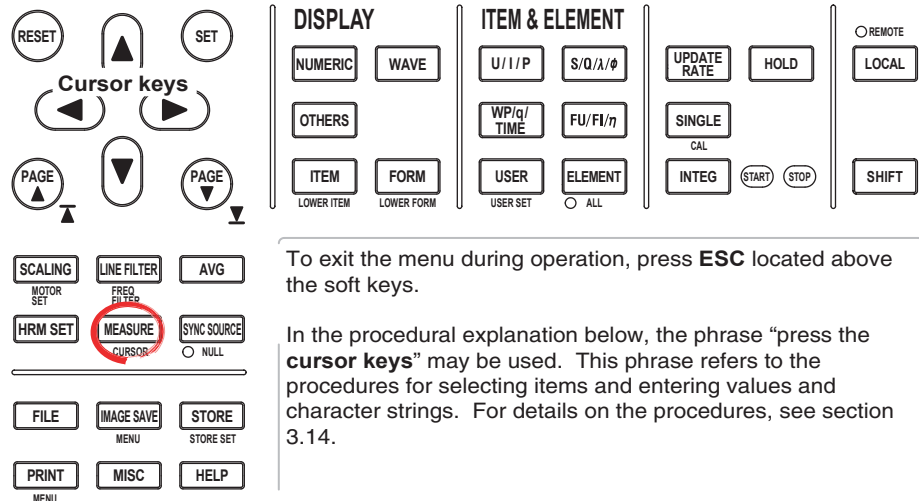 RESET
SET
Cursor keys
PAGE
PAGE
DISPLAY
NUMERIC WAVE
OTHERS
ITEM FORM
LOWER ITEM LOWER FORM
ITEM & ELEMENT
U / I / P S/Q/λ/ϕ
WP/q/
TIME
FU/FI/η
USER ELEMENT
USER SET ALL
UPDATE
RATE
HOLD
SINGLE
CAL
INTEG START STOP
REMOTE
LOCAL
SHIFT
SCALING LINE FILTER AVG
MOTOR
SET
FREQ
FILTER
HRM SET MEASURE SYNC SOURCE
CURSOR NULL
FILE IMAGE SAVE STORE
MENU STORE SET
PRINT MISC HELP
MENU
To exit the menu during operation, press ESC located above
the soft keys.
In the procedural explanation below, the phrase “press the
cursor keys” may be used. This phrase refers to the
procedures for selecting items and entering values and
character strings. For details on the procedures, see section
3.14.